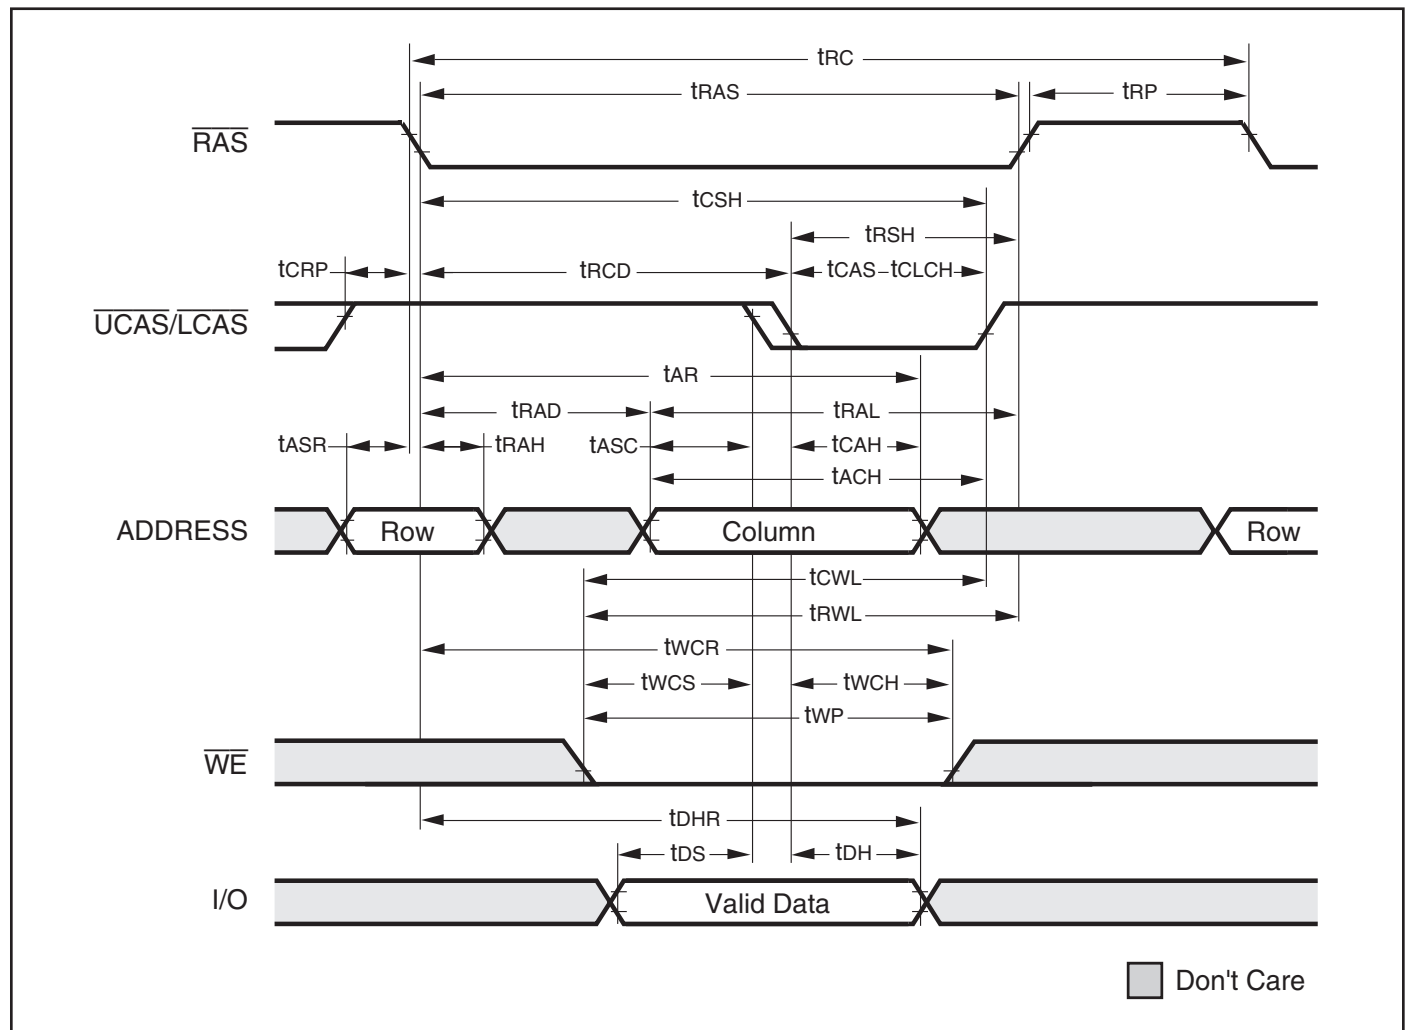 tRC
tRAS
tRP
RAS
tCSH
tRSH
tCRP
tRCD
tCAS
tCLCH
UCAS/LCAS
tAR
tRAD
tRAL
tASR
tRAH
tASC
tCAH
tACH
ADDRESS
Row
Column
Row
tCWL
tRWL
tWCR
tWCS
tWCH
tWP
WE
tDHR
tDS
tDH
I/O
Valid Data
Don't Care